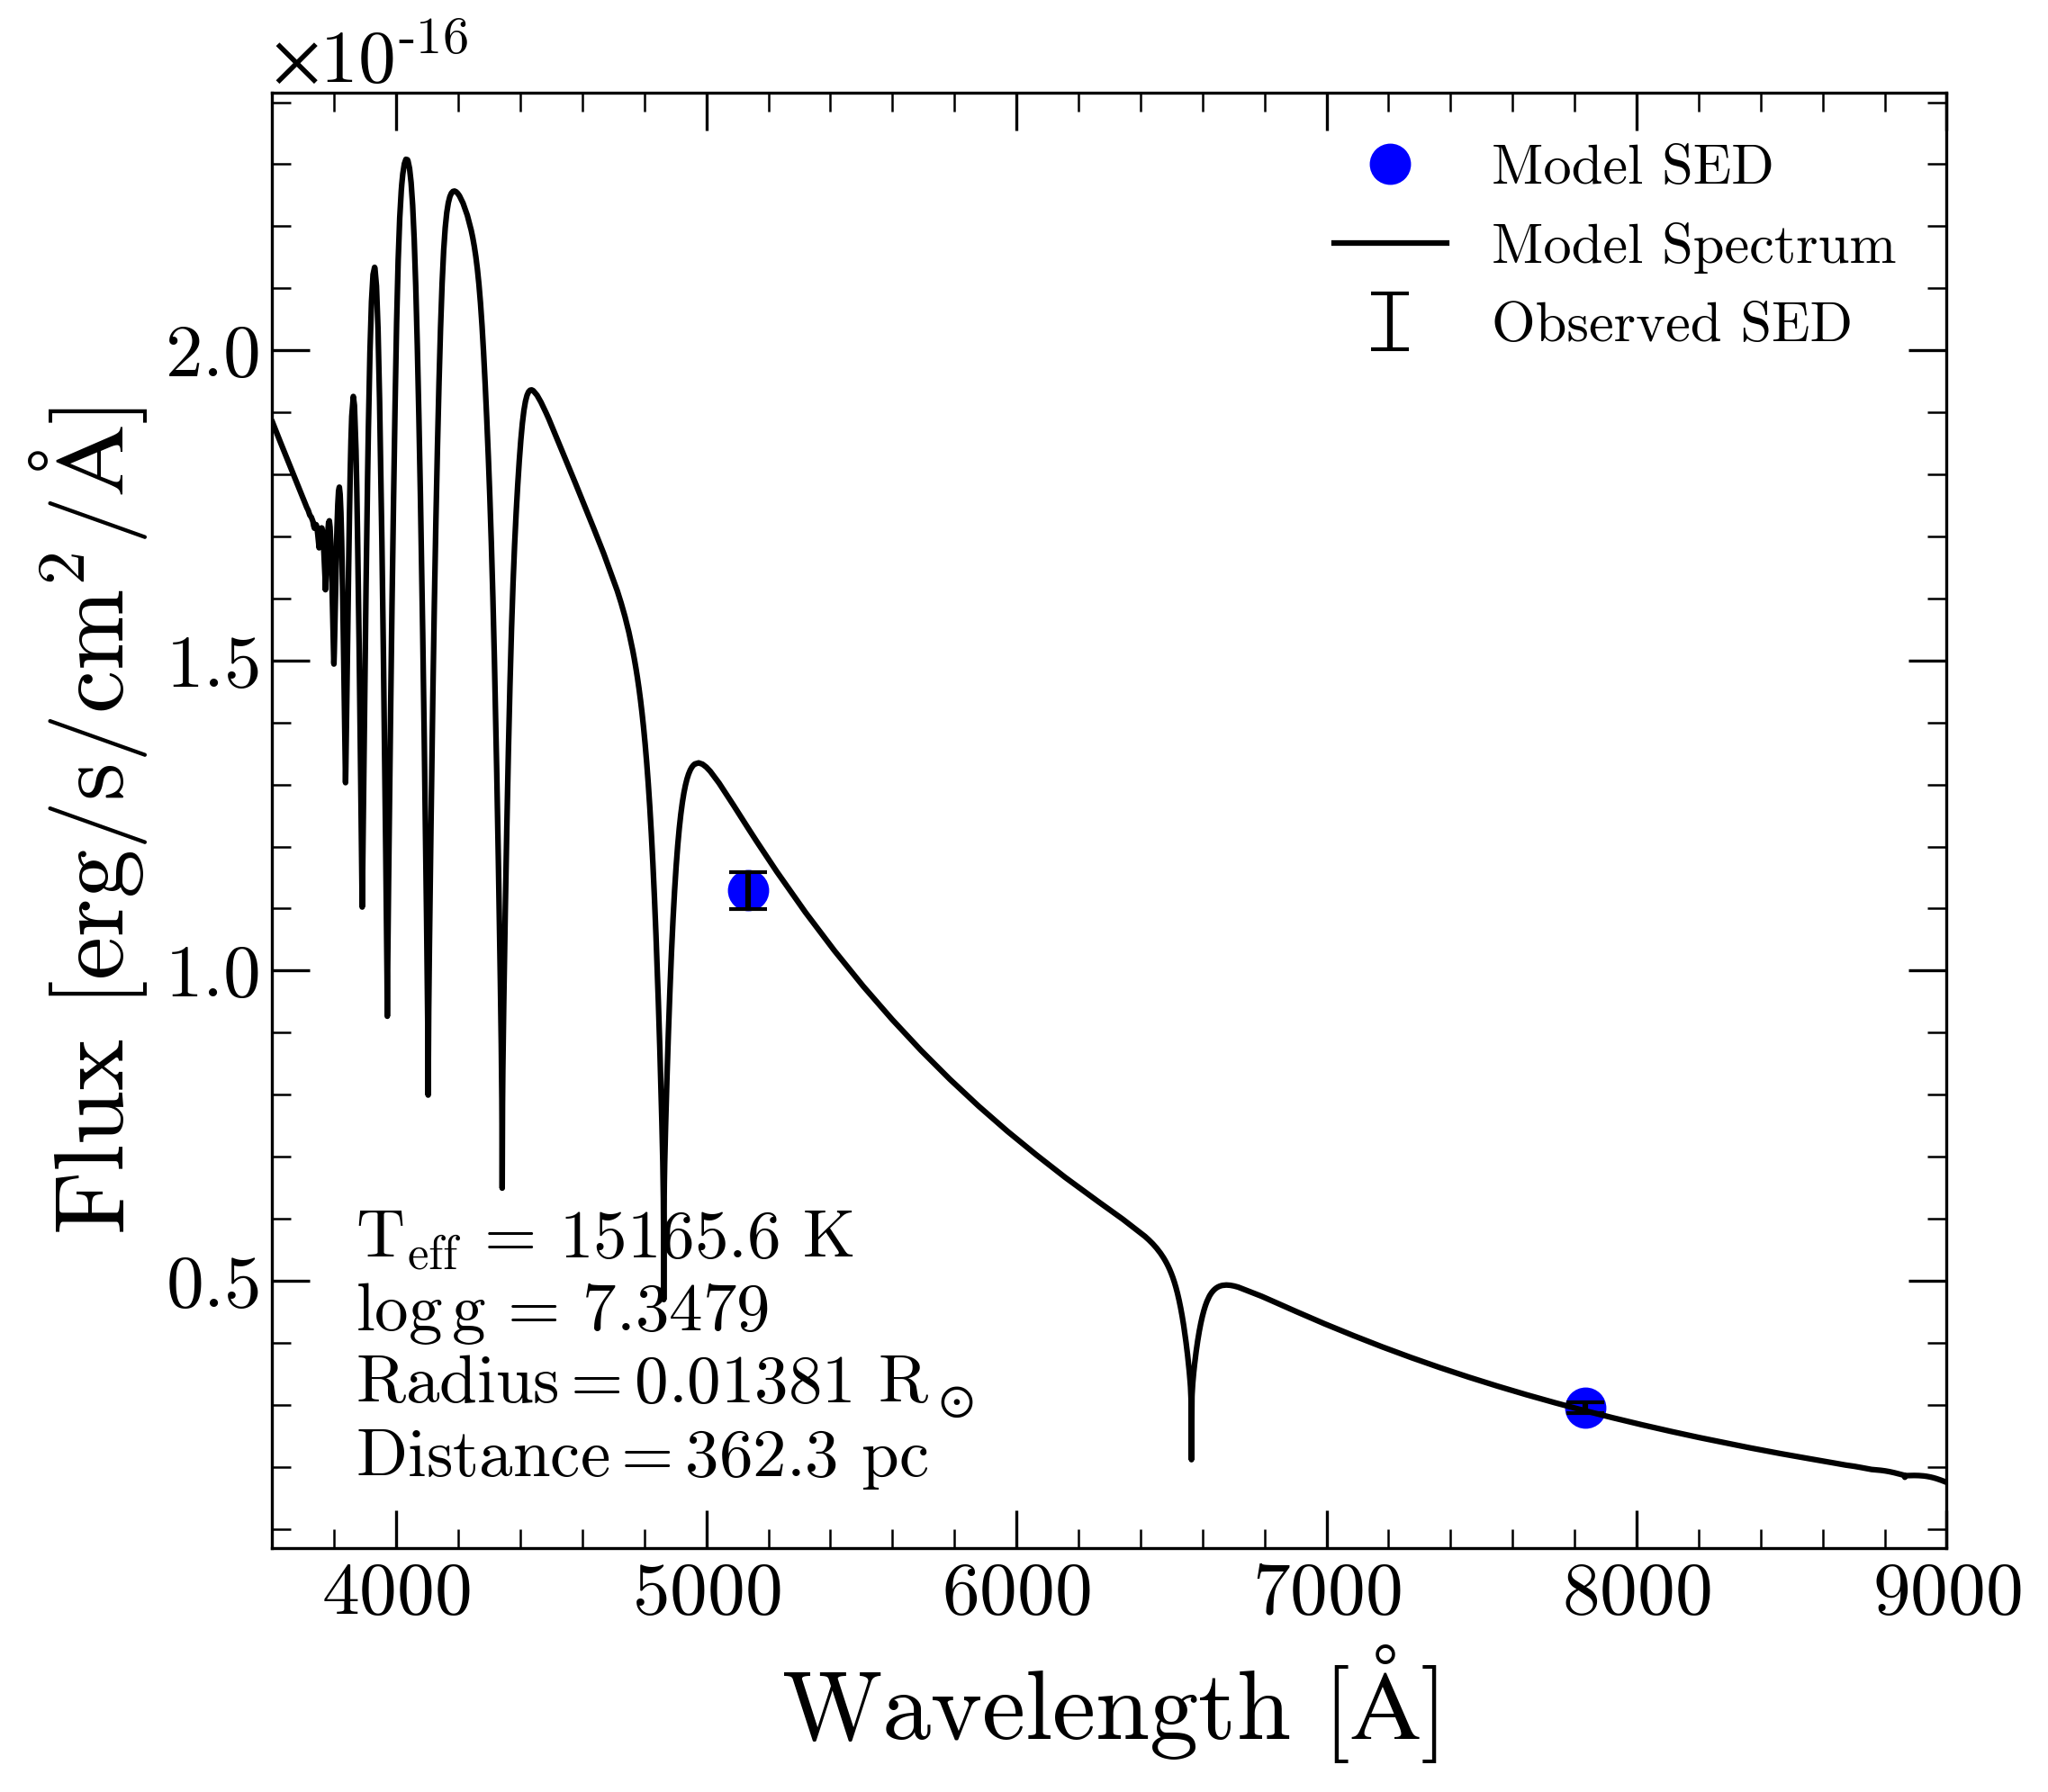 ×10⁻¹⁶
Model SED
Model Spectrum
Observed SED
2.0
1.5
1.0
0.5
Flux [erg/s/cm²/Å]
T_eff = 15165.6 K
log g = 7.3479
Radius = 0.01381 R_⊙
Distance = 362.3 pc
4000 5000 6000 7000 8000 9000
Wavelength [Å]